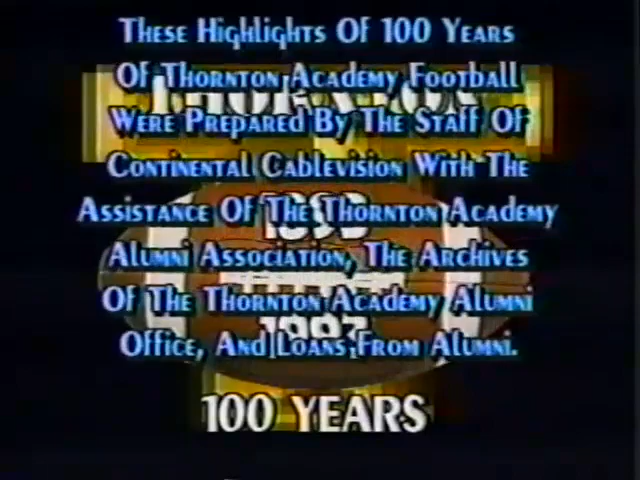 These Highlights Of 100 Years
Of Thornton Academy Football
Were Prepared By The Staff Of
Continental Cablevision With The
Assistance Of The Thornton Academy
Alumni Association, The Archives
Of The Thornton Academy Alumni
Office, And Loans From Alumni.
100 YEARS